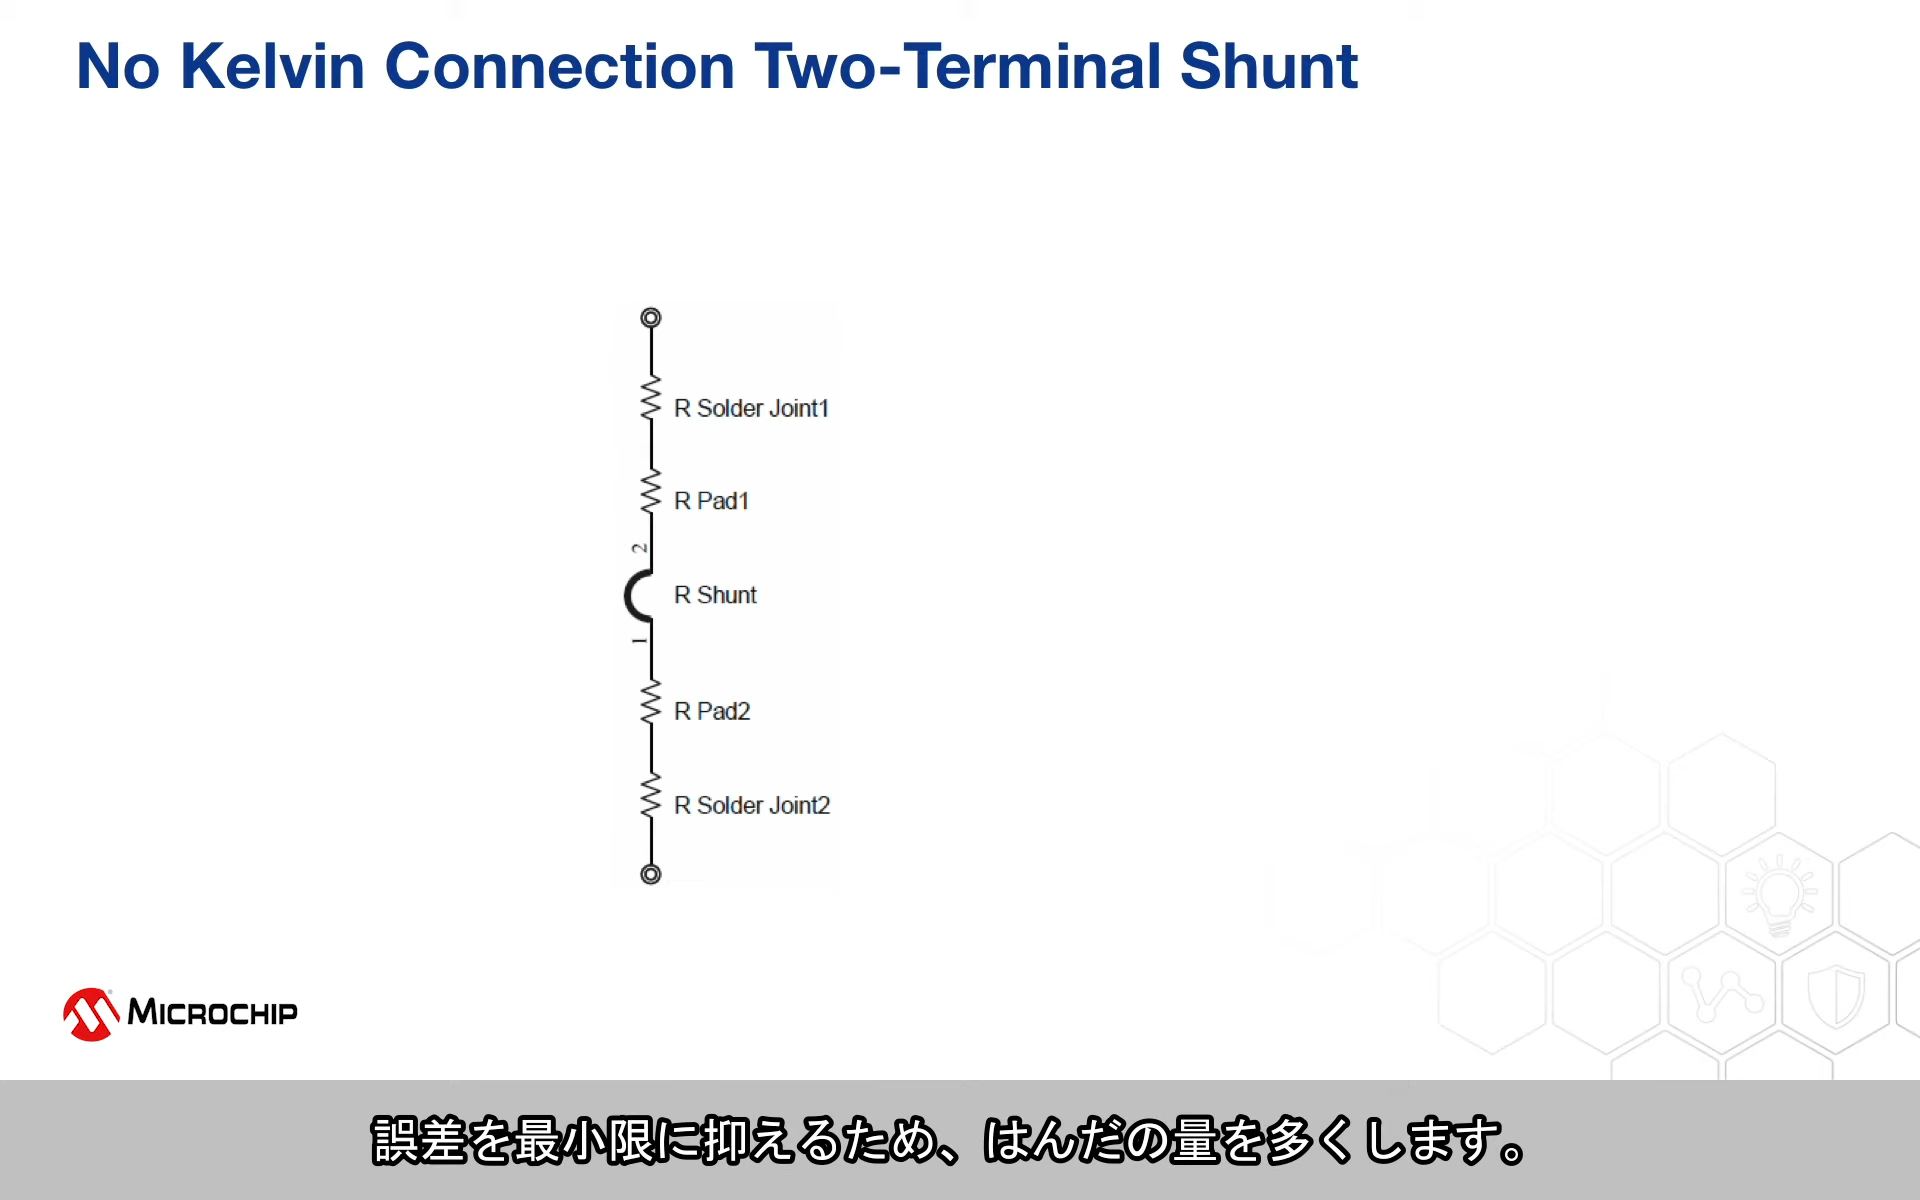 No Kelvin Connection Two-Terminal Shunt
R Solder Joint1
R Pad1
2
R Shunt
1
R Pad2
R Solder Joint2
MICROCHIP
誤差を最小限に抑えるため、はんだの量を多くします。